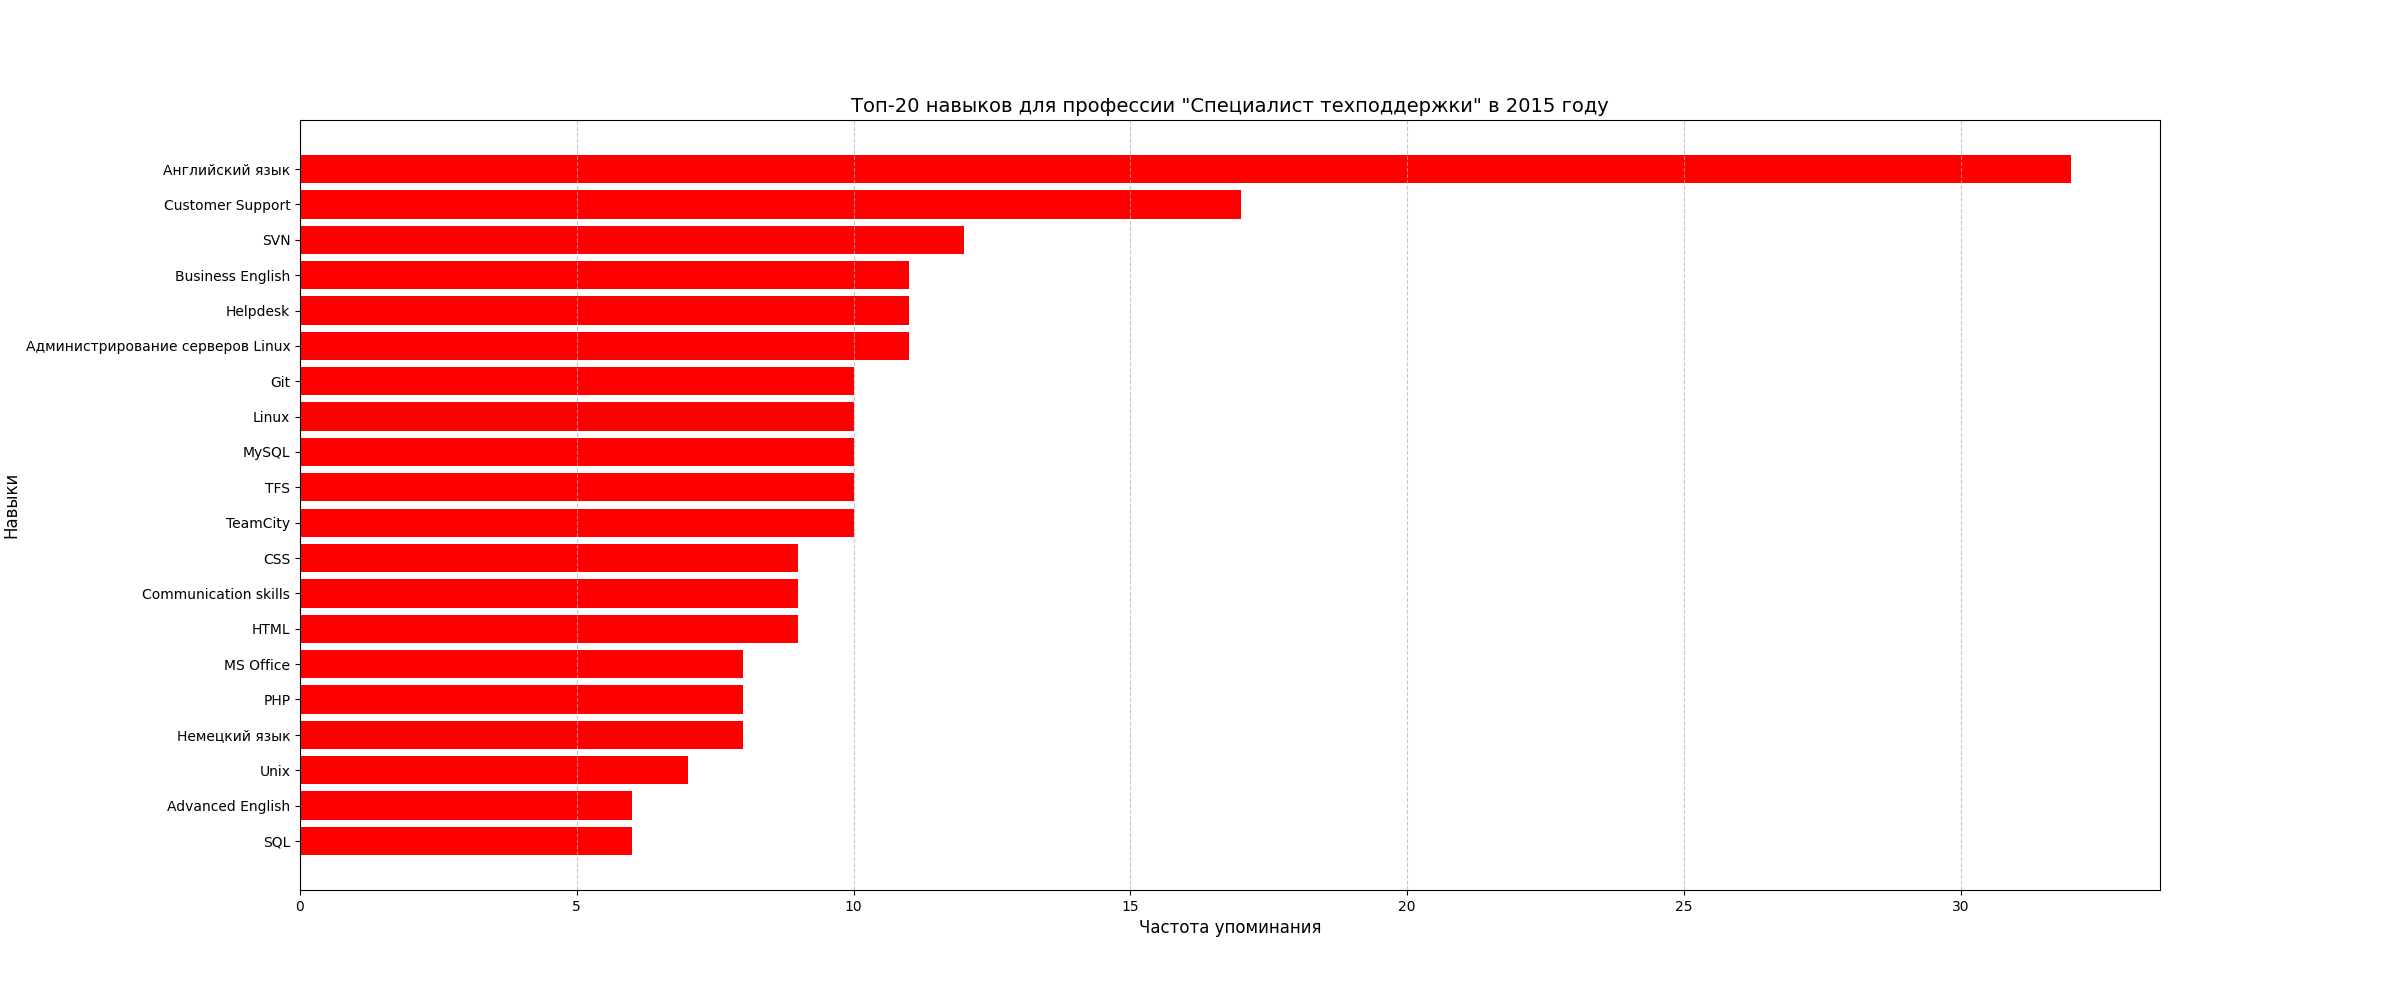 Топ-20 навыков для профессии "Специалист техподдержки" в 2015 году
Навыки
Английский язык
Customer Support
SVN
Business English
Helpdesk
Администрирование серверов Linux
Git
Linux
MySQL
TFS
TeamCity
CSS
Communication skills
HTML
MS Office
PHP
Немецкий язык
Unix
Advanced English
SQL
0 5 10 15 20 25 30
Частота упоминания